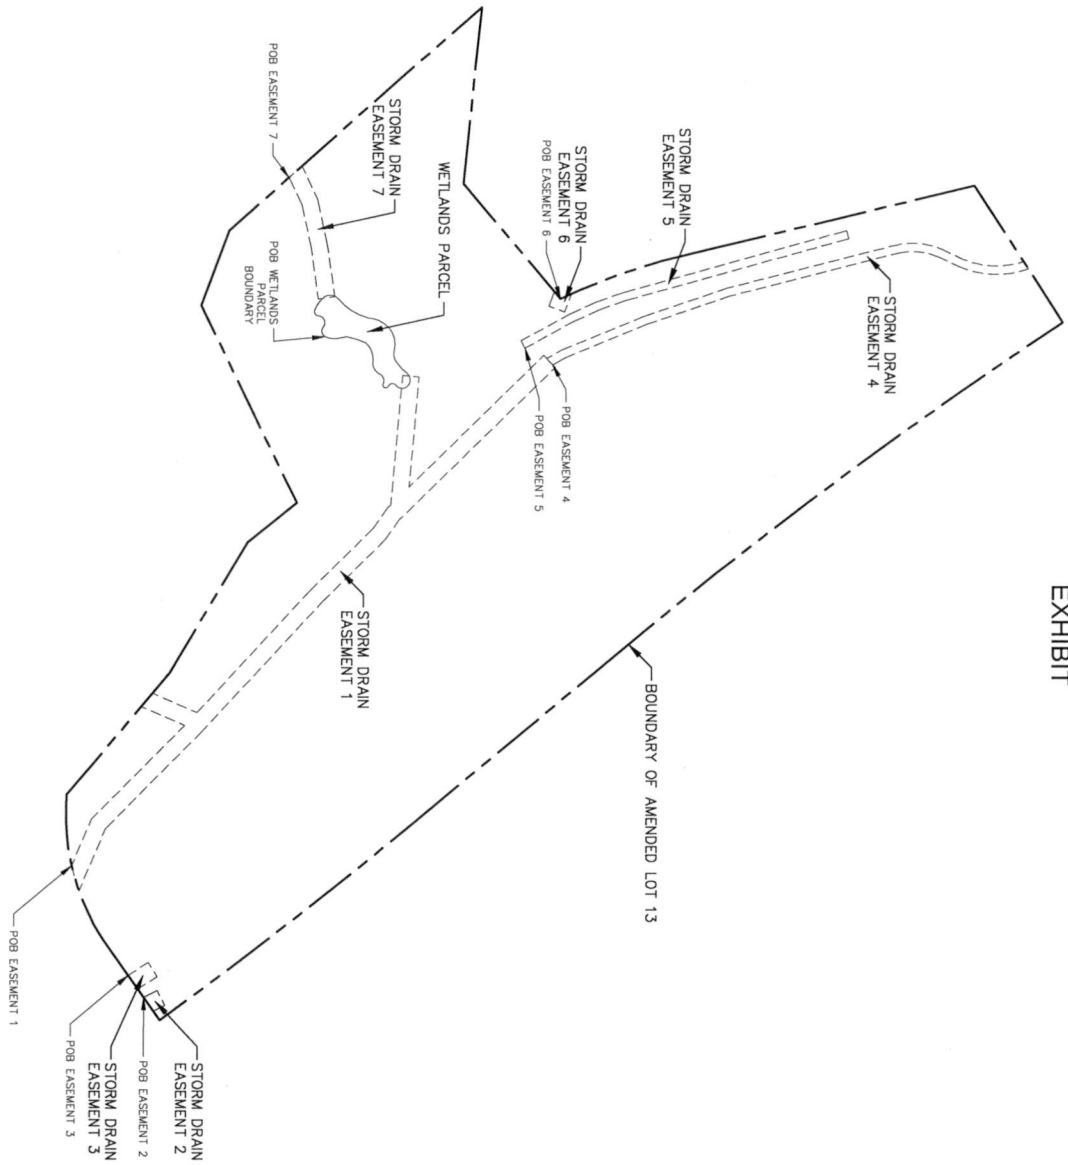 EXHIBIT
STORM DRAIN
EASEMENT 4
STORM DRAIN
EASEMENT 5
STORM DRAIN
EASEMENT 6
POB EASEMENT 6
POB EASEMENT 4
POB EASEMENT 5
BOUNDARY OF AMENDED LOT 13
WETLANDS PARCEL
STORM DRAIN
EASEMENT 7
POB EASEMENT 7
POB WETLANDS
PARCEL
BOUNDARY
STORM DRAIN
EASEMENT 1
STORM DRAIN
EASEMENT 2
POB EASEMENT 2
STORM DRAIN
EASEMENT 3
POB EASEMENT 3
POB EASEMENT 1